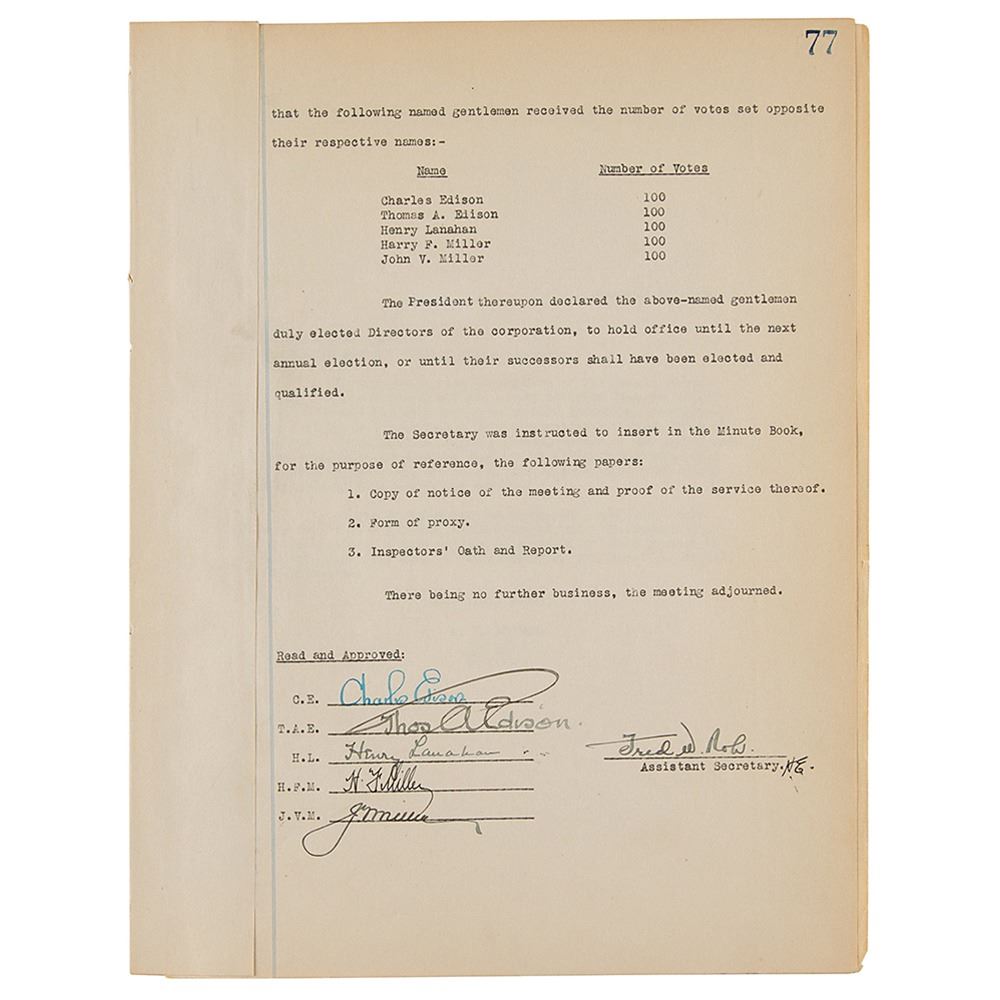 77
that the following named gentlemen received the number of votes set opposite
their respective names:-
Name Number of Votes
Charles Edison 100
Thomas A. Edison 100
Henry Lanahan 100
Harry F. Miller 100
John V. Miller 100
The President thereupon declared the above-named gentlemen
duly elected Directors of the corporation, to hold office until the next
annual election, or until their successors shall have been elected and
qualified.
The Secretary was instructed to insert in the Minute Book,
for the purpose of reference, the following papers:
1. Copy of notice of the meeting and proof of the service thereof.
2. Form of proxy.
3. Inspectors' Oath and Report.
There being no further business, the meeting adjourned.
Read and Approved:
C.E. Charles Edison
T.A.E. Thos A Edison.
H.L. Henry Lanahan
H.F.M. H. F. Miller
J.V.M. J V Miller
Fred W.
Assistant Secretary.